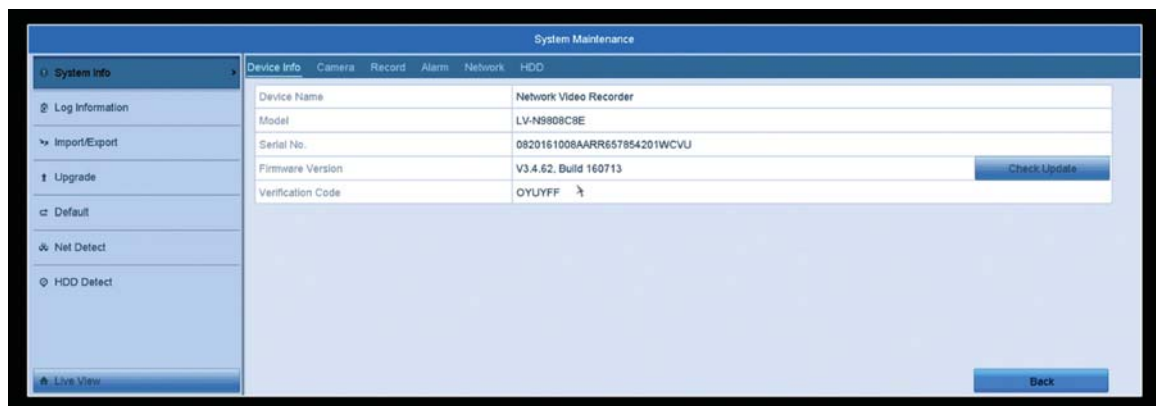 System Maintenance
System Info
Log Information
Import/Export
Upgrade
Default
Net Detect
HDD Detect
Live View
Device Info Camera Record Alarm Network HDD
Device Name Network Video Recorder
Model LV-N9808C8E
Serial No. 0820161008AARR657854201WCVU
Firmware Version V3.4.62, Build 160713 Check Update
Verification Code OYUYFF
Back